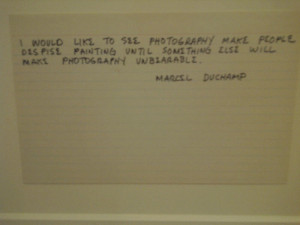 I WOULD LIKE TO SEE PHOTOGRAPHY MAKE PEOPLE
DESPISE PAINTING UNTIL SOMETHING ELSE WILL
MAKE PHOTOGRAPHY UNBEARABLE.
MARCEL DUCHAMP